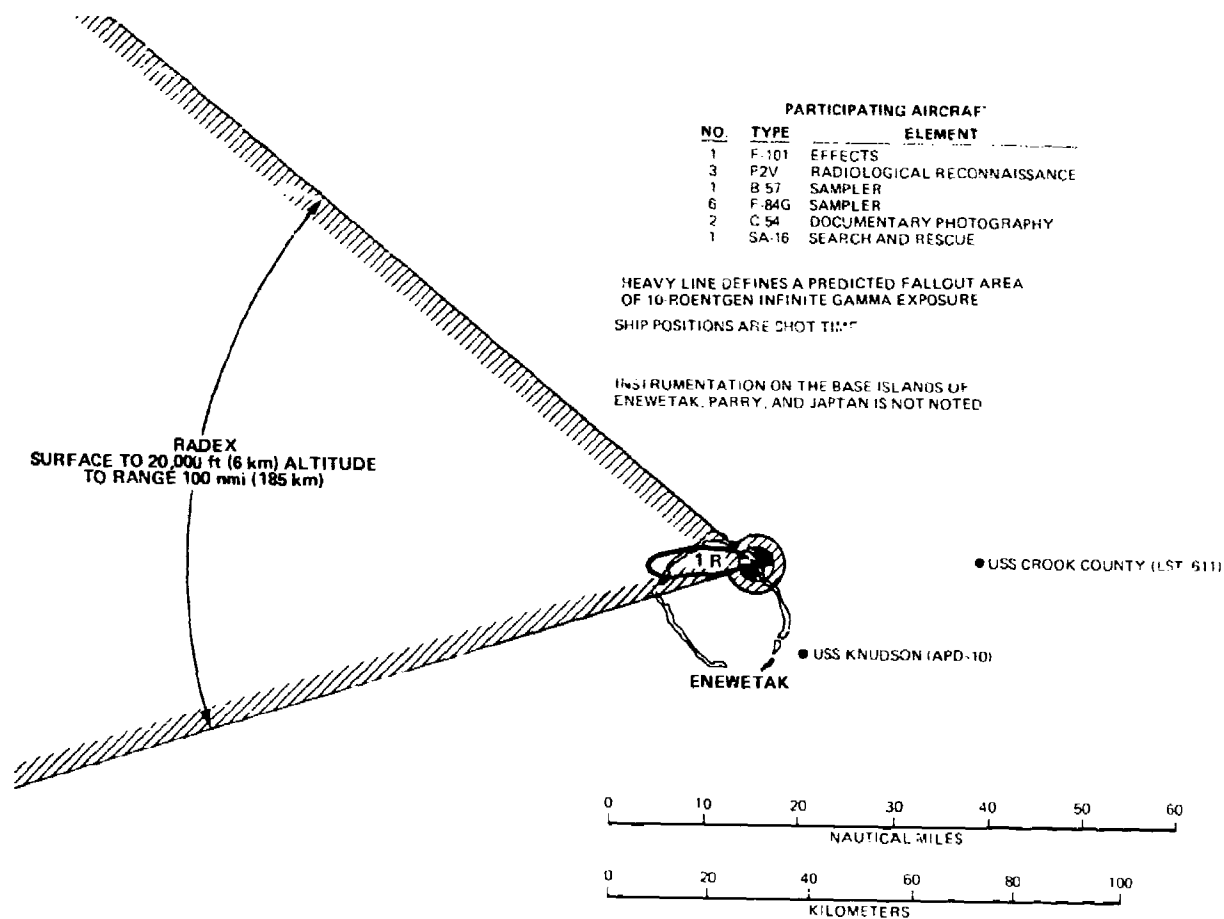 PARTICIPATING AIRCRAF
NO. TYPE ELEMENT
1 F-101 EFFECTS
3 P2V RADIOLOGICAL RECONNAISSANCE
1 B 57 SAMPLER
6 F-84G SAMPLER
2 C 54 DOCUMENTARY PHOTOGRAPHY
1 SA-16 SEARCH AND RESCUE
HEAVY LINE DEFINES A PREDICTED FALLOUT AREA
OF 10-ROENTGEN INFINITE GAMMA EXPOSURE
SHIP POSITIONS ARE SHOT TIME
INSTRUMENTATION ON THE BASE ISLANDS OF
ENEWETAK, PARRY, AND JAPTAN IS NOT NOTED
RADEX
SURFACE TO 20,000 ft (6 km) ALTITUDE
TO RANGE 100 nmi (185 km)
1 R
USS CROOK COUNTY (LST 611)
USS KNUDSON (APD-10)
ENEWETAK
0 10 20 30 40 50 60
NAUTICAL MILES
0 20 40 60 80 100
KILOMETERS